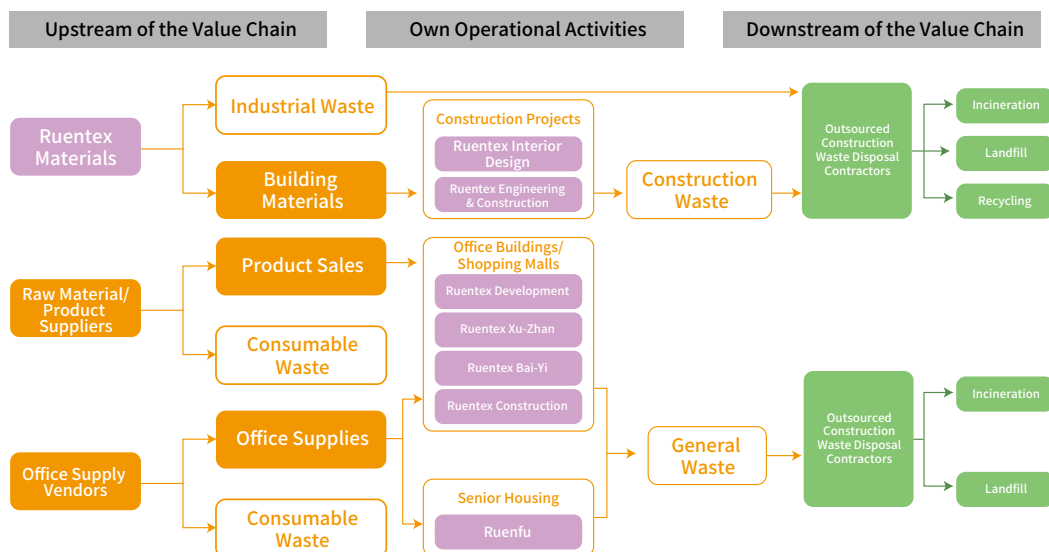 Upstream of the Value Chain
Own Operational Activities
Downstream of the Value Chain
Ruentex
Materials
Industrial Waste
Building
Materials
Construction Projects
Ruentex Interior
Design
Ruentex Engineering
& Construction
Construction
Waste
Outsourced
Construction
Waste Disposal
Contractors
Incineration
Landfill
Recycling
Raw Material/
Product
Suppliers
Product Sales
Consumable
Waste
Office Buildings/
Shopping Malls
Ruentex Development
Ruentex Xu-Zhan
Ruentex Bai-Yi
Ruentex Construction
Office Supply
Vendors
Office Supplies
Consumable
Waste
Senior Housing
Ruenfu
General
Waste
Outsourced
Construction
Waste Disposal
Contractors
Incineration
Landfill